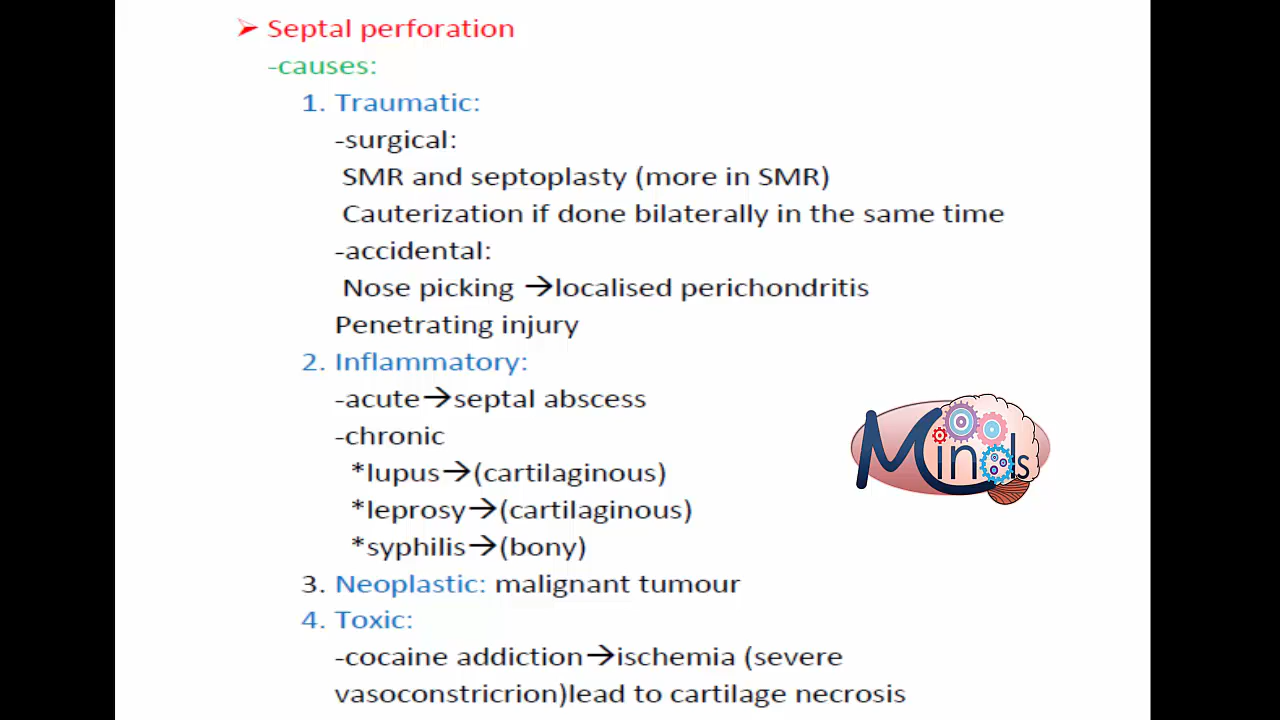 ➢ Septal perforation
-causes:
1. Traumatic:
-surgical:
SMR and septoplasty (more in SMR)
Cauterization if done bilaterally in the same time
-accidental:
Nose picking →localised perichondritis
Penetrating injury
2. Inflammatory:
-acute→septal abscess
-chronic
*lupus→(cartilaginous)
*leprosy→(cartilaginous)
*syphilis→(bony)
Minds
3. Neoplastic: malignant tumour
4. Toxic:
-cocaine addiction→ischemia (severe
vasoconstricrion)lead to cartilage necrosis